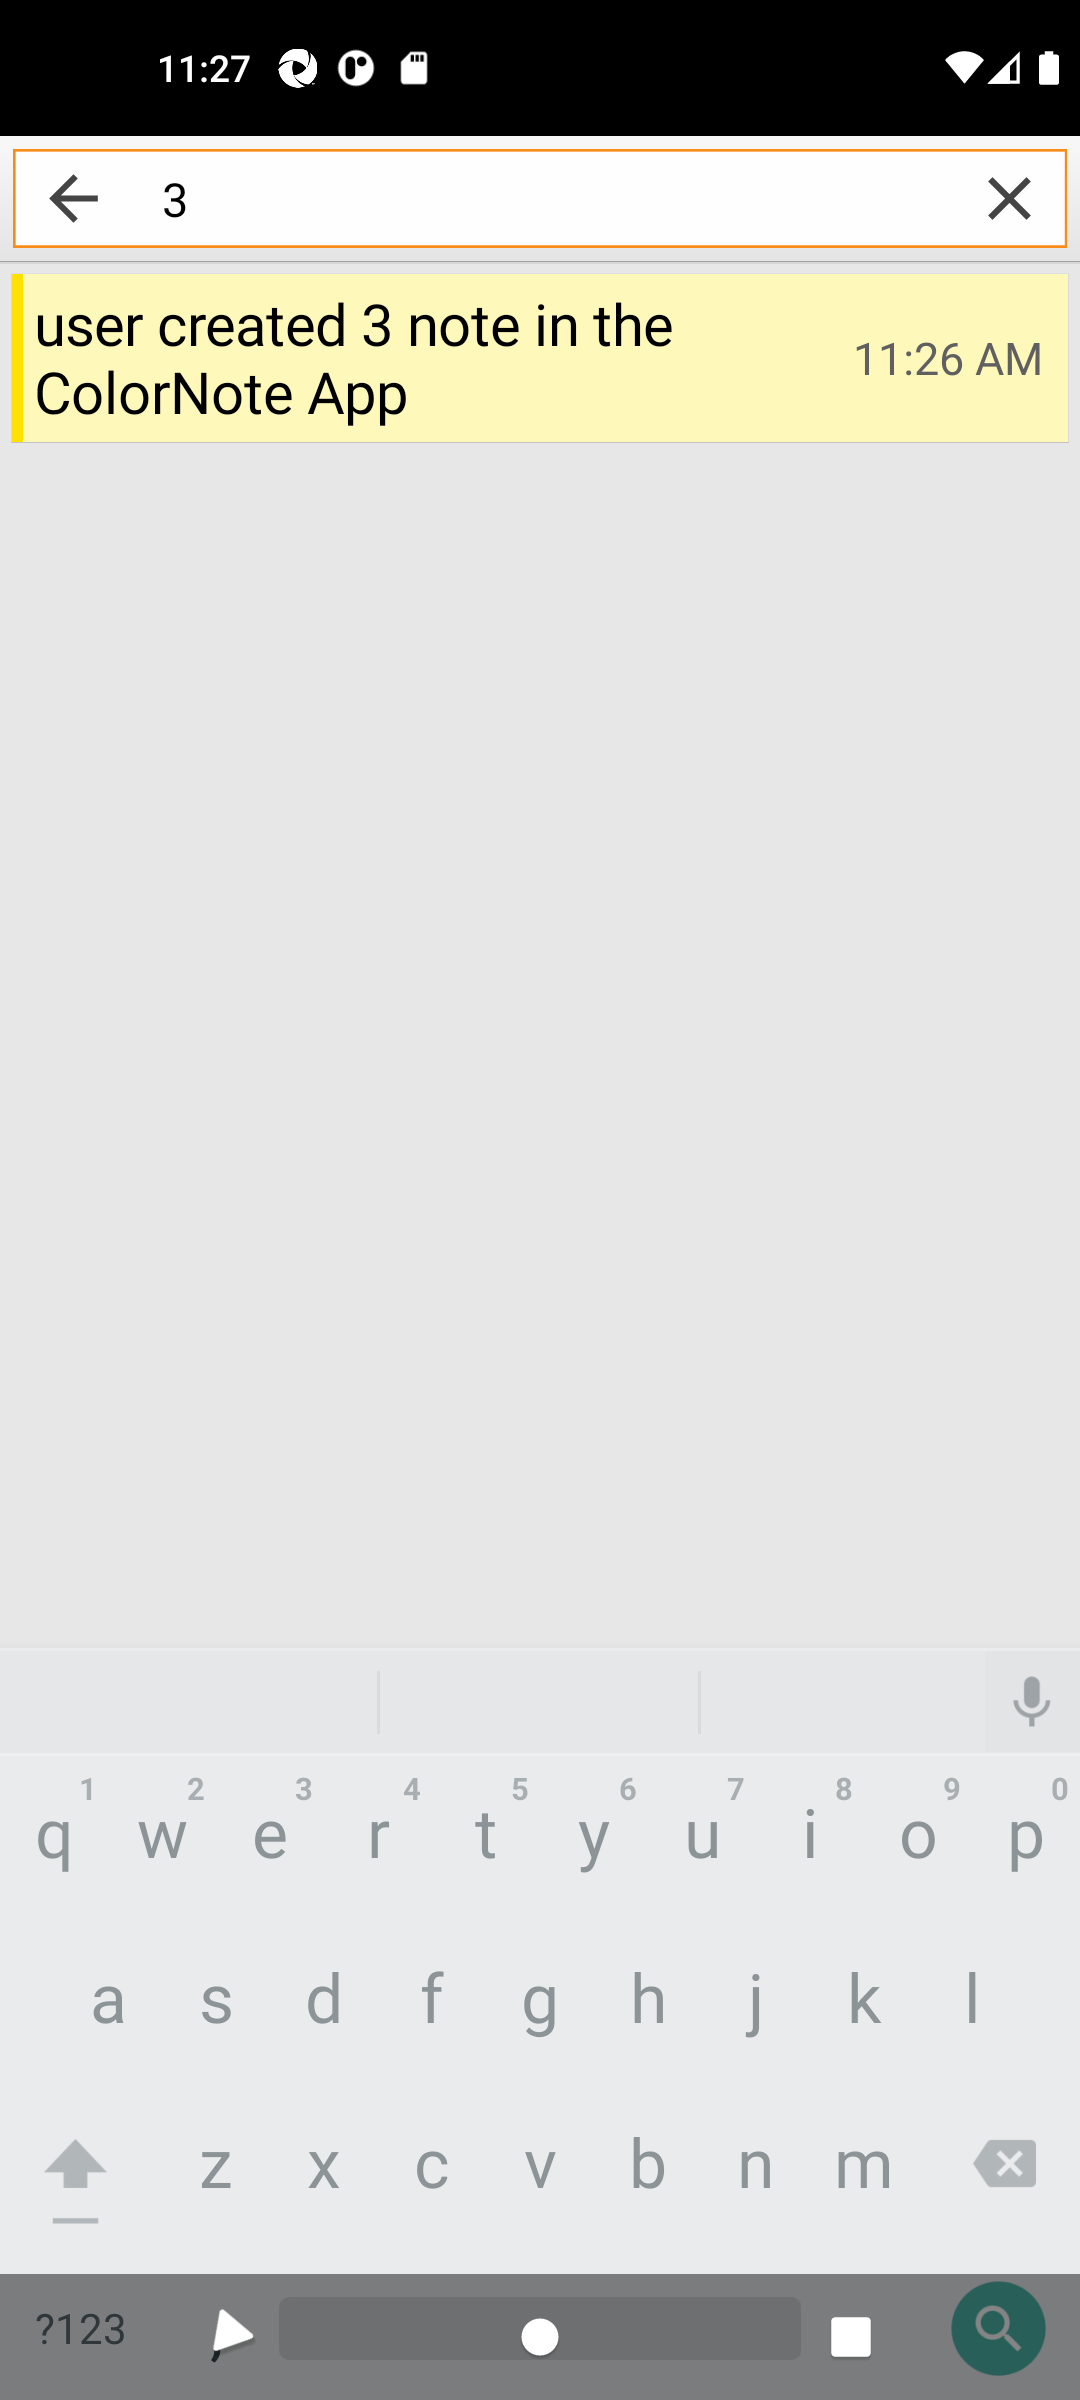 11:27
3
user created 3 note in the
ColorNote App
11:26 AM
1 2 3 4 5 6 7 8 9 0
q w e r t y u i o p
a s d f g h j k l
z x c v b n m
?123 ,